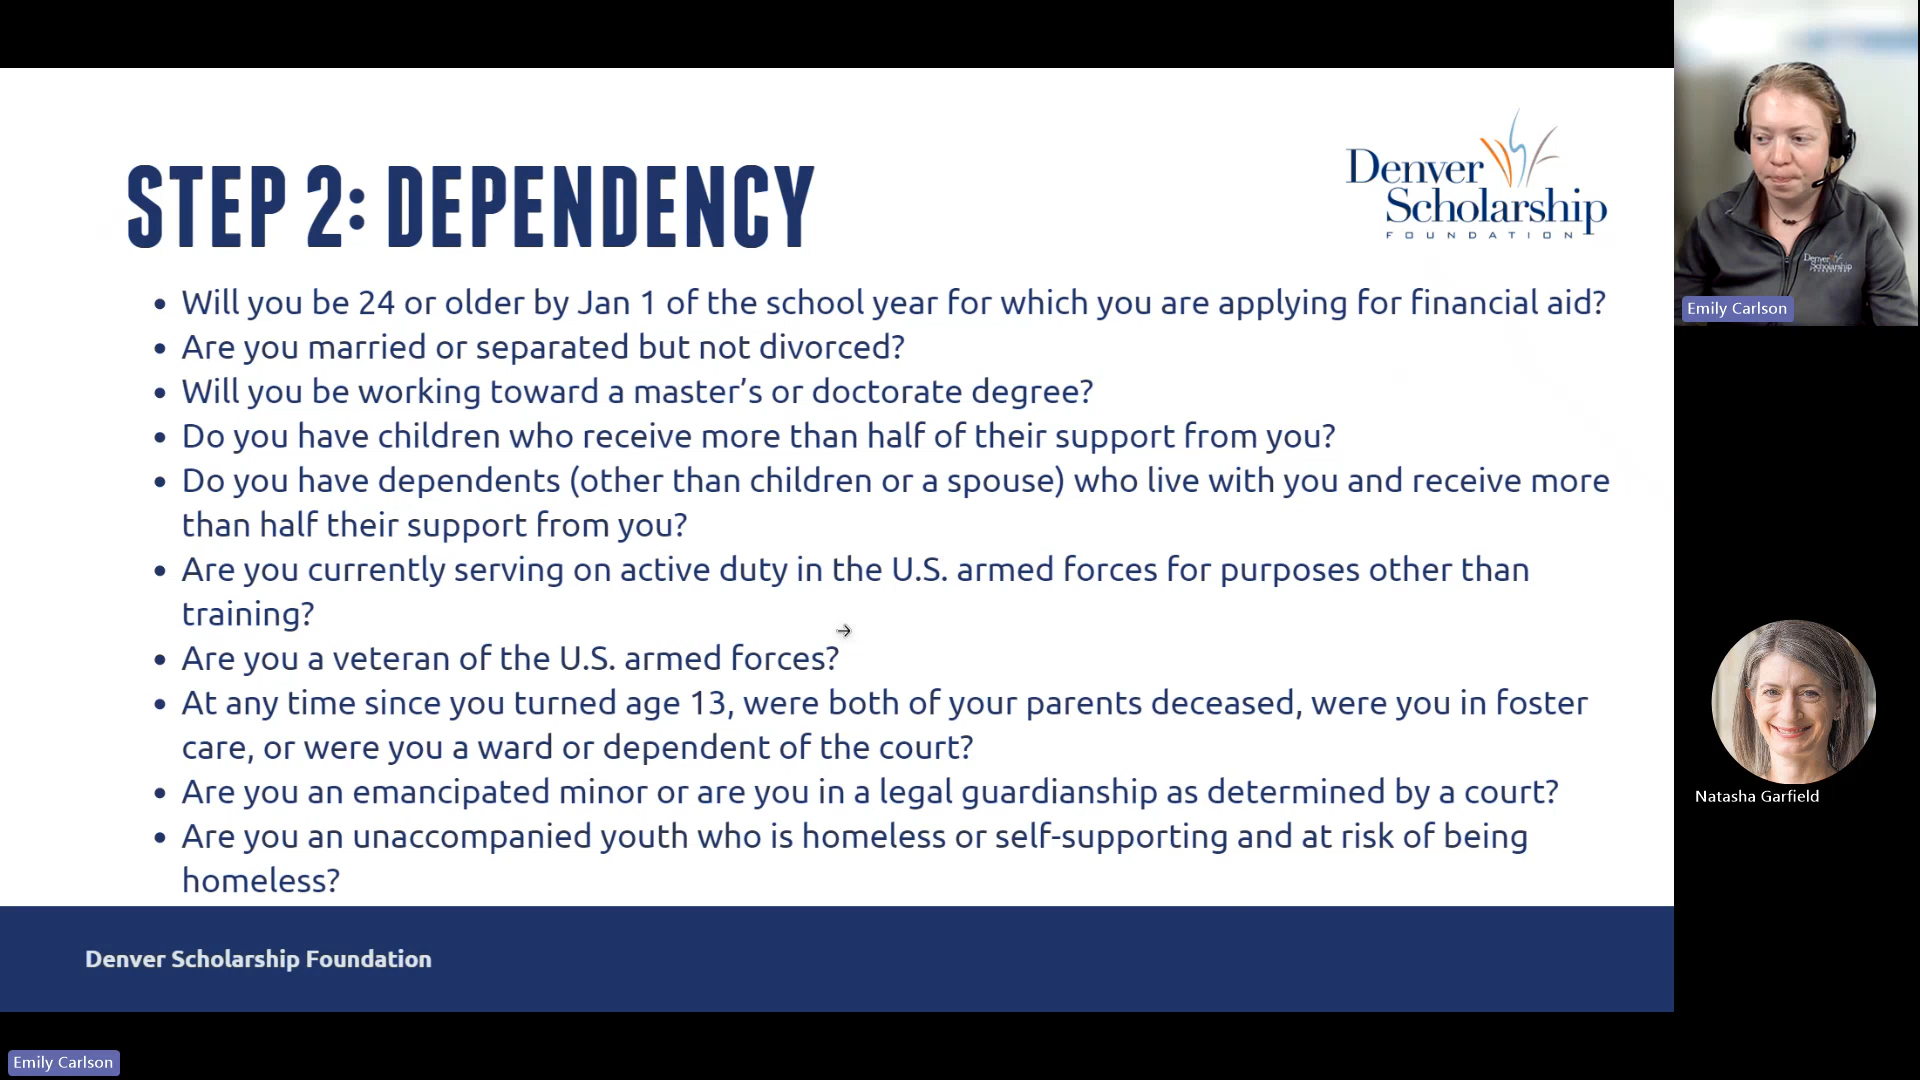 STEP 2: DEPENDENCY
Denver
Scholarship
FOUNDATION
• Will you be 24 or older by Jan 1 of the school year for which you are applying for financial aid?
• Are you married or separated but not divorced?
• Will you be working toward a master’s or doctorate degree?
• Do you have children who receive more than half of their support from you?
• Do you have dependents (other than children or a spouse) who live with you and receive more
than half their support from you?
• Are you currently serving on active duty in the U.S. armed forces for purposes other than
training?
• Are you a veteran of the U.S. armed forces?
• At any time since you turned age 13, were both of your parents deceased, were you in foster
care, or were you a ward or dependent of the court?
• Are you an emancipated minor or are you in a legal guardianship as determined by a court?
• Are you an unaccompanied youth who is homeless or self-supporting and at risk of being
homeless?
Denver Scholarship Foundation
Emily Carlson
Denver
Scholarship
Emily Carlson
Natasha Garfield